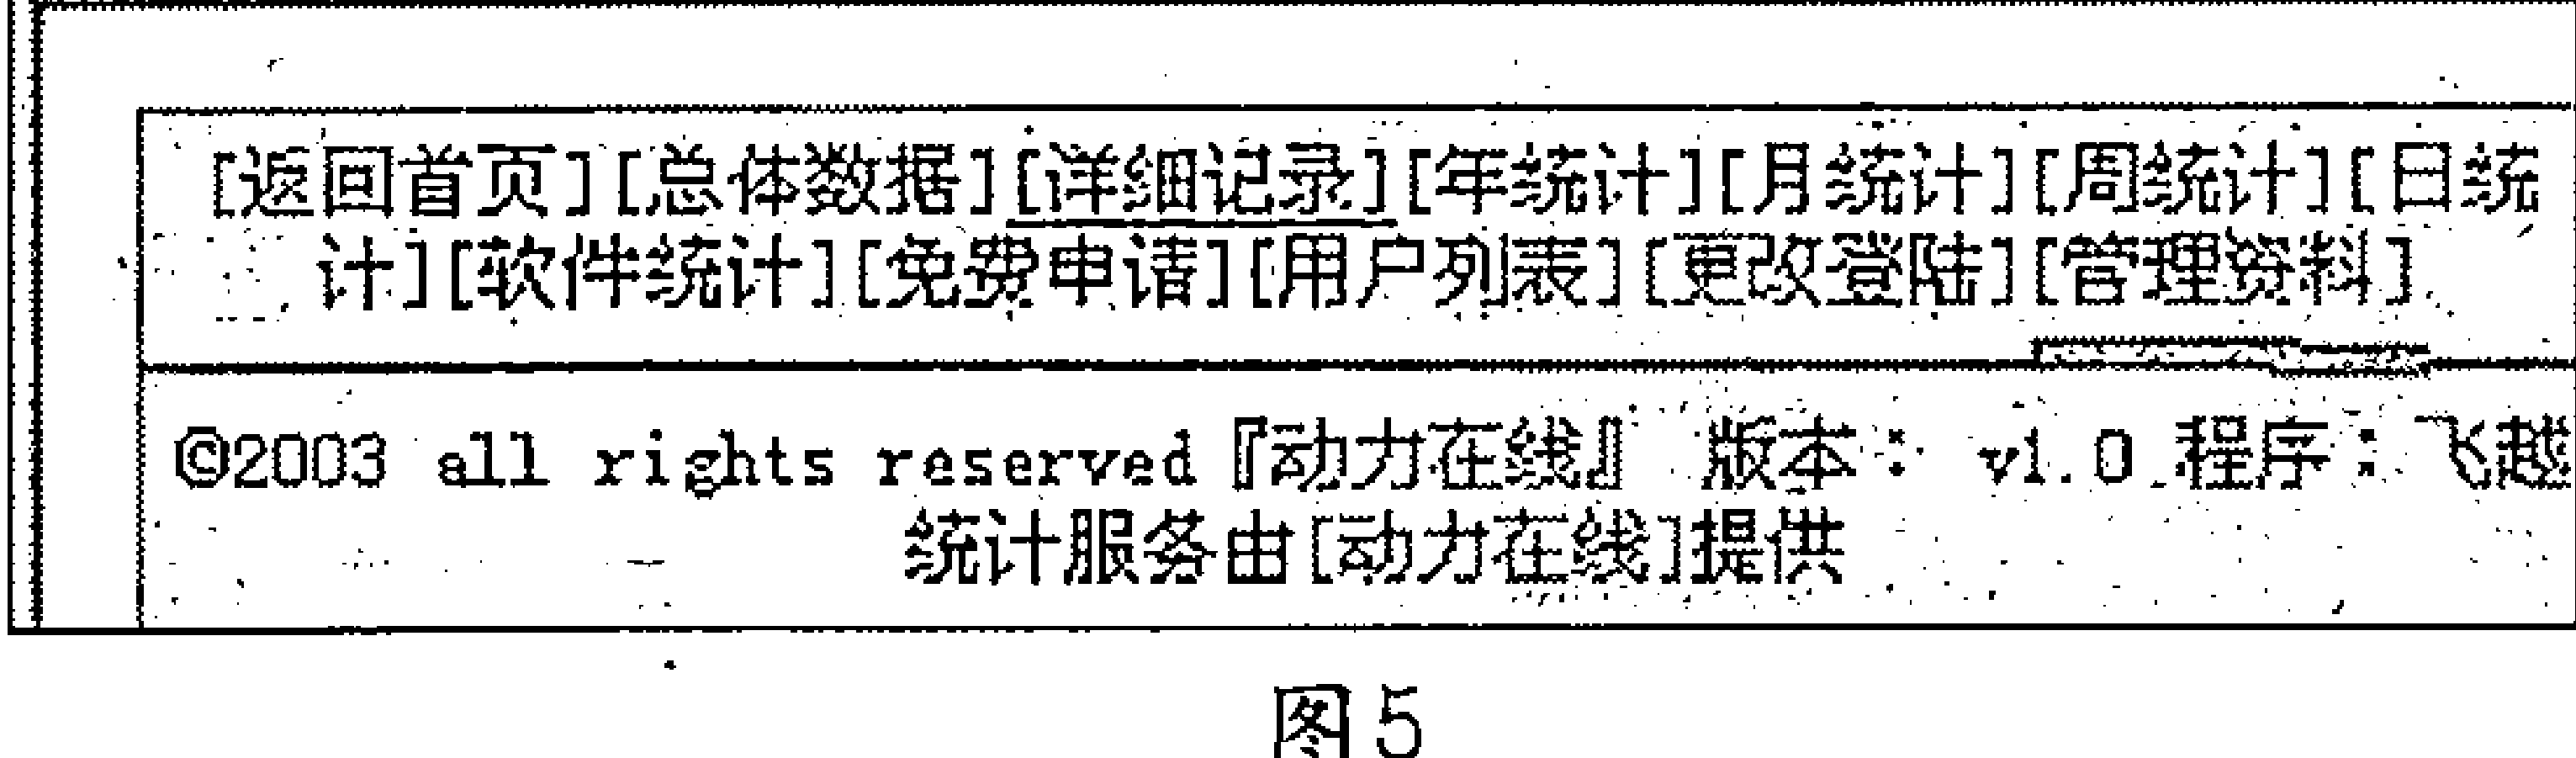 [返回首页][总体数据][详细记录][年统计][月统计][周统计][日统
计][软件统计][免费申请][用户列表][更改登陆][管理资料]
©2003 all rights reserved『动力在线』 版本： v1.0 程序：飞越
统计服务由[动力在线]提供
图5